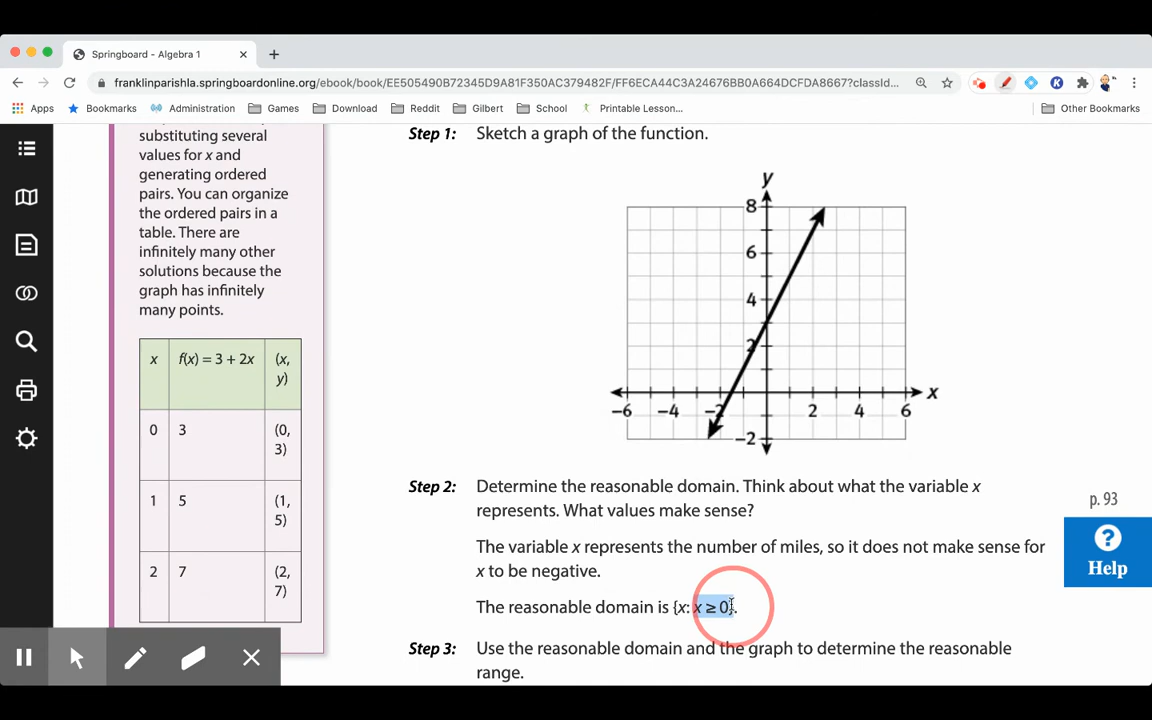 Springboard - Algebra 1
franklinparishla.springboardonline.org/ebook/book/EE505490B72345D9A81F350AC379482F/FF6ECA44C3A24676BB0A664DCFDA8667?classId...
Apps Bookmarks Administration Games Download Reddit Gilbert School Printable Lesson... Other Bookmarks
substituting several
values for x and
generating ordered
pairs. You can organize
the ordered pairs in a
table. There are
infinitely many other
solutions because the
graph has infinitely
many points.
x f(x) = 3 + 2x (x, y)
0 3 (0, 3)
1 5 (1, 5)
2 7 (2, 7)
Step 1: Sketch a graph of the function.
y
8
6
4
2
-6 -4 -2 2 4 6 x
-2
Step 2: Determine the reasonable domain. Think about what the variable x
represents. What values make sense?
The variable x represents the number of miles, so it does not make sense for
x to be negative.
The reasonable domain is {x: x ≥ 0}.
Step 3: Use the reasonable domain and the graph to determine the reasonable
range.
p. 93
?
Help